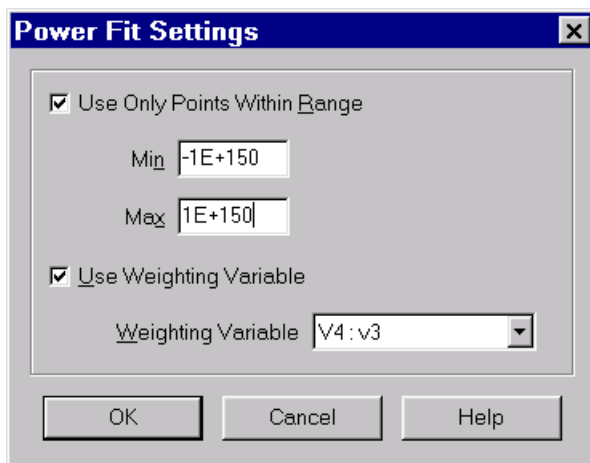 Power Fit Settings
Use Only Points Within Range
Min -1E+150
Max 1E+150
Use Weighting Variable
Weighting Variable V4 : v3
OK Cancel Help